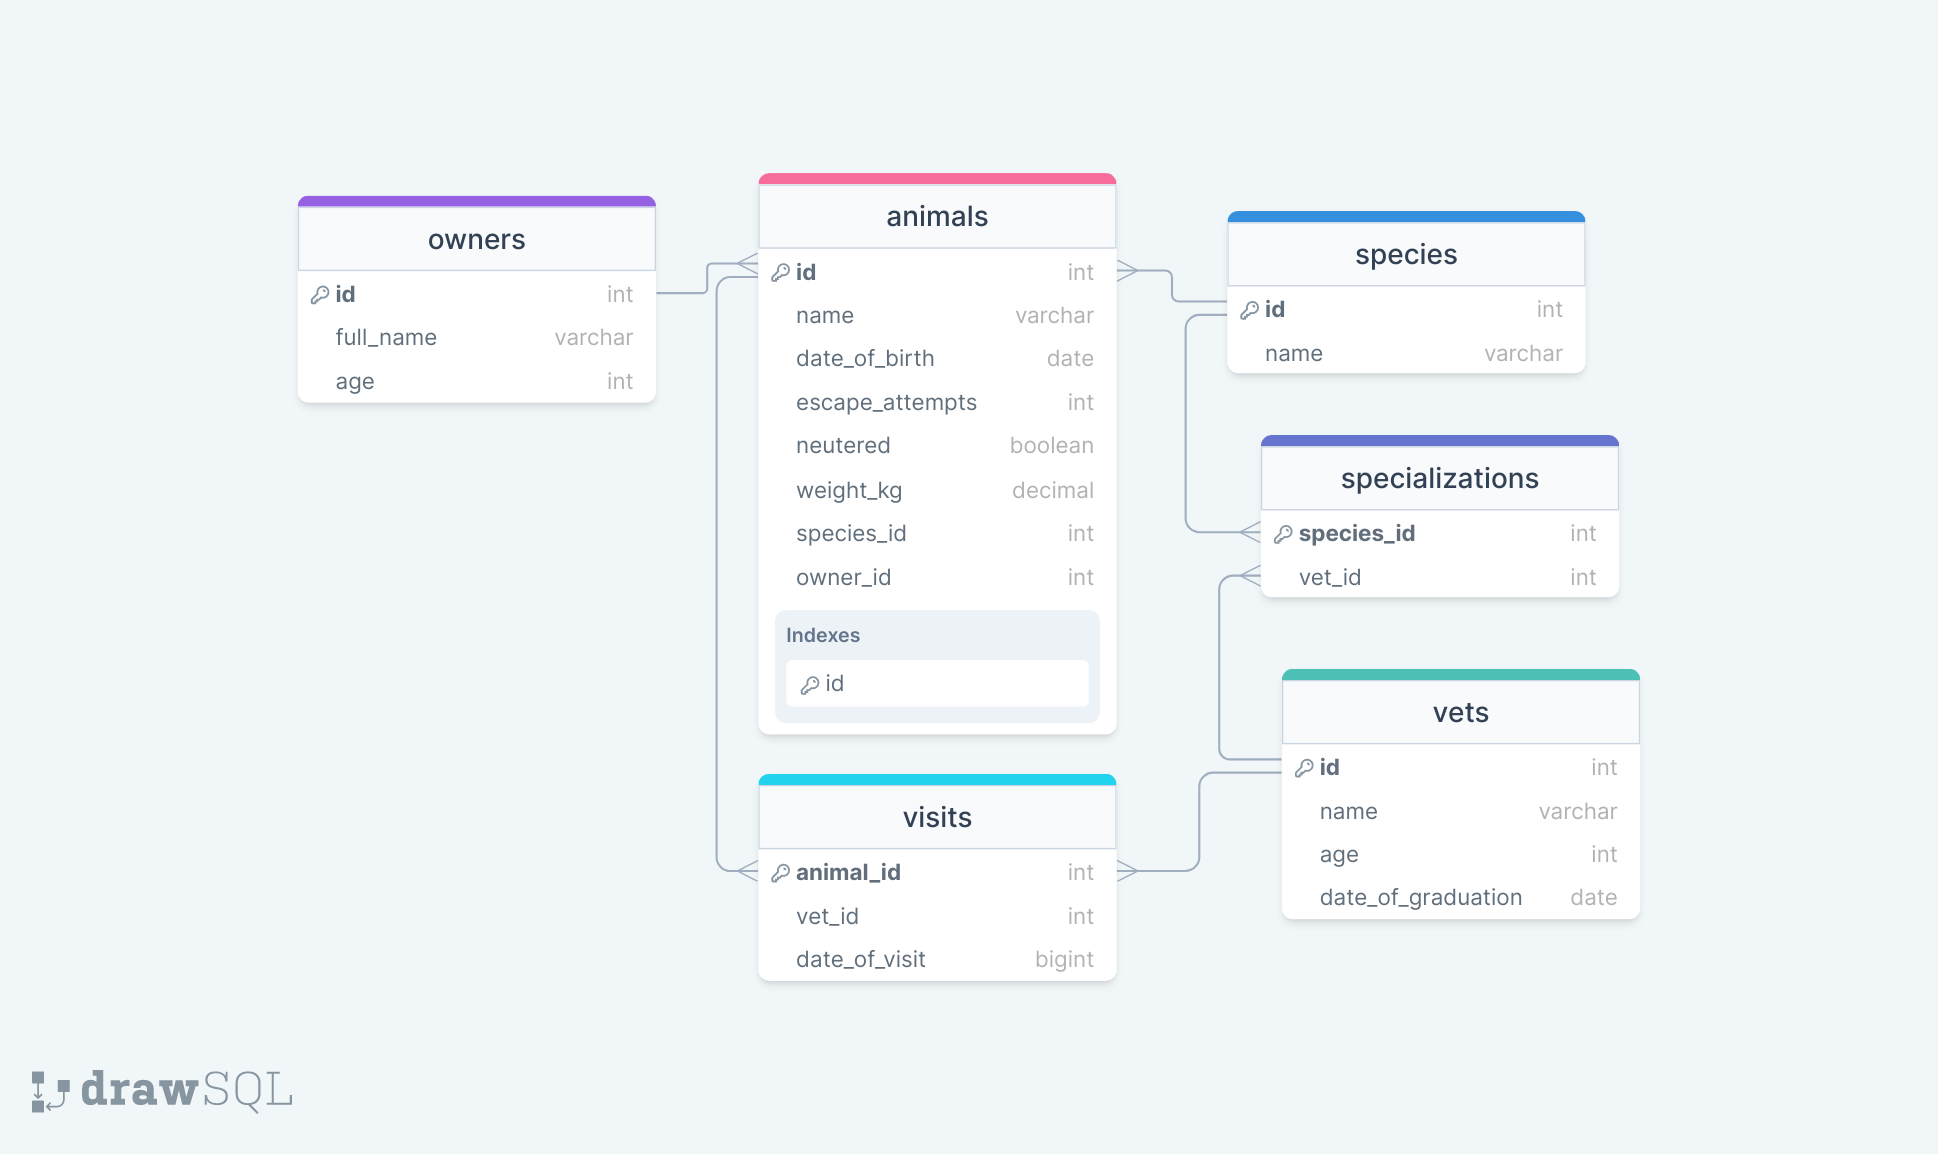 owners
id int
full_name varchar
age int
animals
id int
name varchar
date_of_birth date
escape_attempts int
neutered boolean
weight_kg decimal
species_id int
owner_id int
Indexes
id
species
id int
name varchar
specializations
species_id int
vet_id int
visits
animal_id int
vet_id int
date_of_visit bigint
vets
id int
name varchar
age int
date_of_graduation date
drawSQL